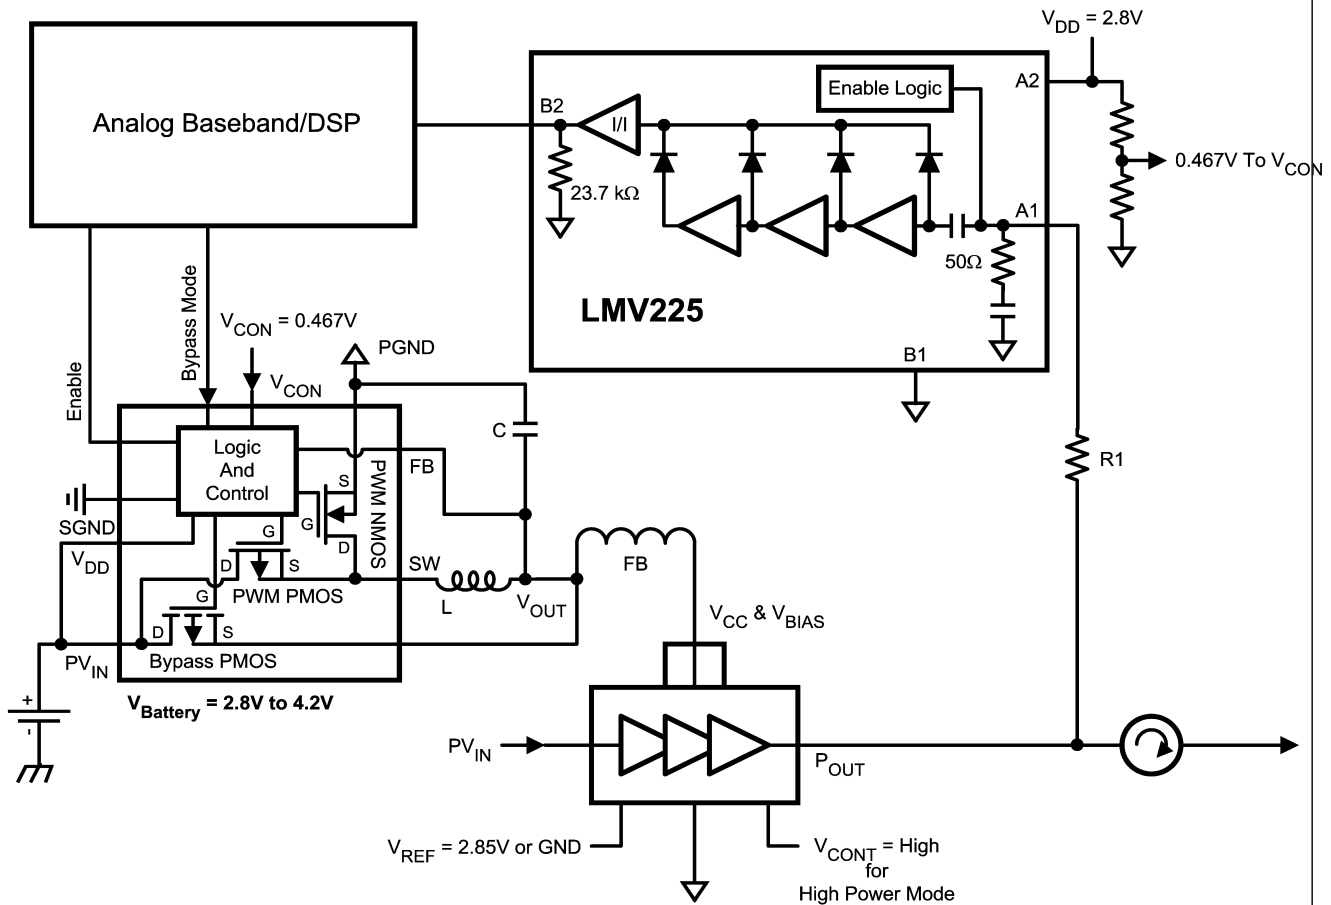 V_DD = 2.8V
Analog Baseband/DSP
Enable Logic
A2
B2
I/I
23.7 kΩ
0.467V To V_CON
A1
50Ω
LMV225
B1
Bypass Mode
Enable
V_CON = 0.467V
V_CON
PGND
C
R1
Logic
And
Control
FB
PWM NMOS
S
G
D
SGND
V_DD
G
D
S
PWM PMOS
SW
L
V_OUT
FB
G
D
S
Bypass PMOS
PV_IN
V_CC & V_BIAS
V_Battery = 2.8V to 4.2V
+
-
PV_IN
P_OUT
V_REF = 2.85V or GND
V_CONT = High
for
High Power Mode